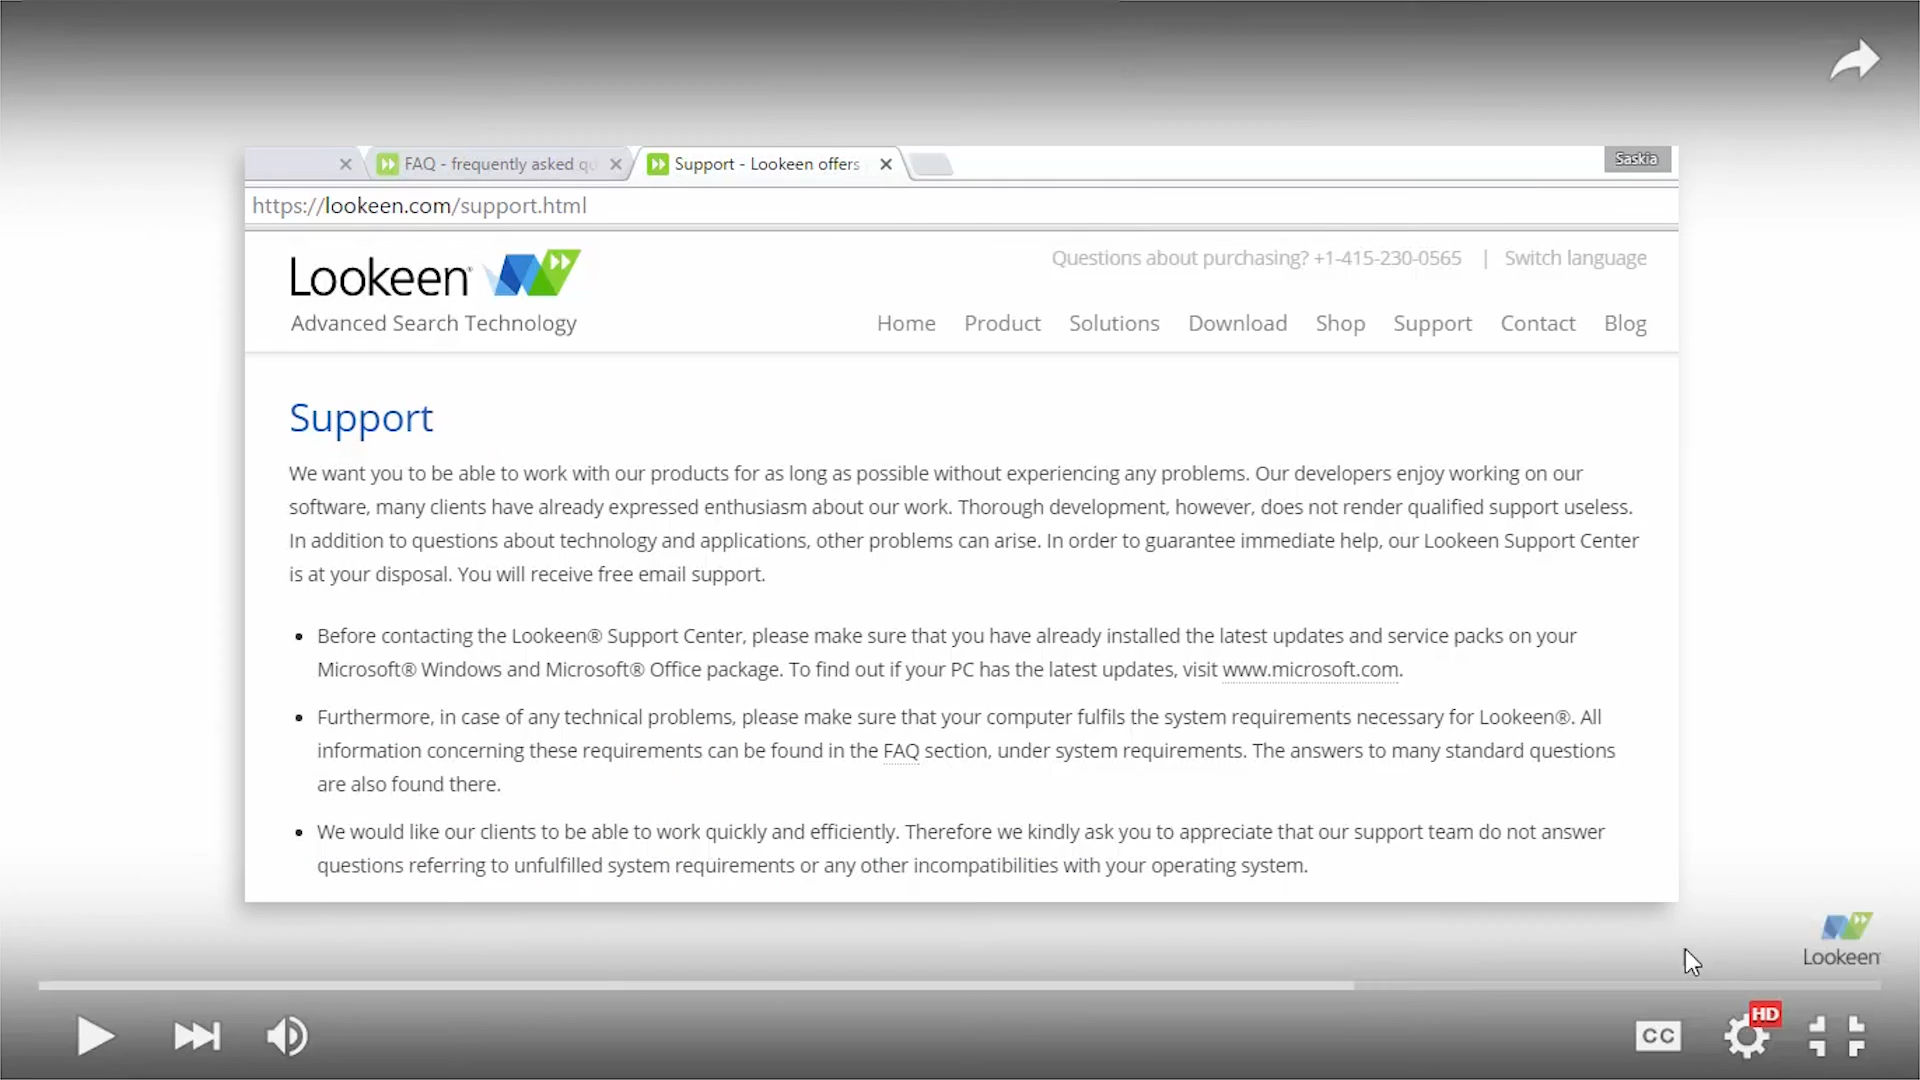 FAQ - frequently asked
Support - Lookeen offers
Saskia
https://lookeen.com/support.html
Lookeen
Advanced Search Technology
Questions about purchasing? +1-415-230-0565 | Switch language
Home Product Solutions Download Shop Support Contact Blog
Support
We want you to be able to work with our products for as long as possible without experiencing any problems. Our developers enjoy working on our
software, many clients have already expressed enthusiasm about our work. Thorough development, however, does not render qualified support useless.
In addition to questions about technology and applications, other problems can arise. In order to guarantee immediate help, our Lookeen Support Center
is at your disposal. You will receive free email support.
• Before contacting the Lookeen® Support Center, please make sure that you have already installed the latest updates and service packs on your
Microsoft® Windows and Microsoft® Office package. To find out if your PC has the latest updates, visit www.microsoft.com.
• Furthermore, in case of any technical problems, please make sure that your computer fulfils the system requirements necessary for Lookeen®. All
information concerning these requirements can be found in the FAQ section, under system requirements. The answers to many standard questions
are also found there.
• We would like our clients to be able to work quickly and efficiently. Therefore we kindly ask you to appreciate that our support team do not answer
questions referring to unfulfilled system requirements or any other incompatibilities with your operating system.
Lookeen
CC
HD